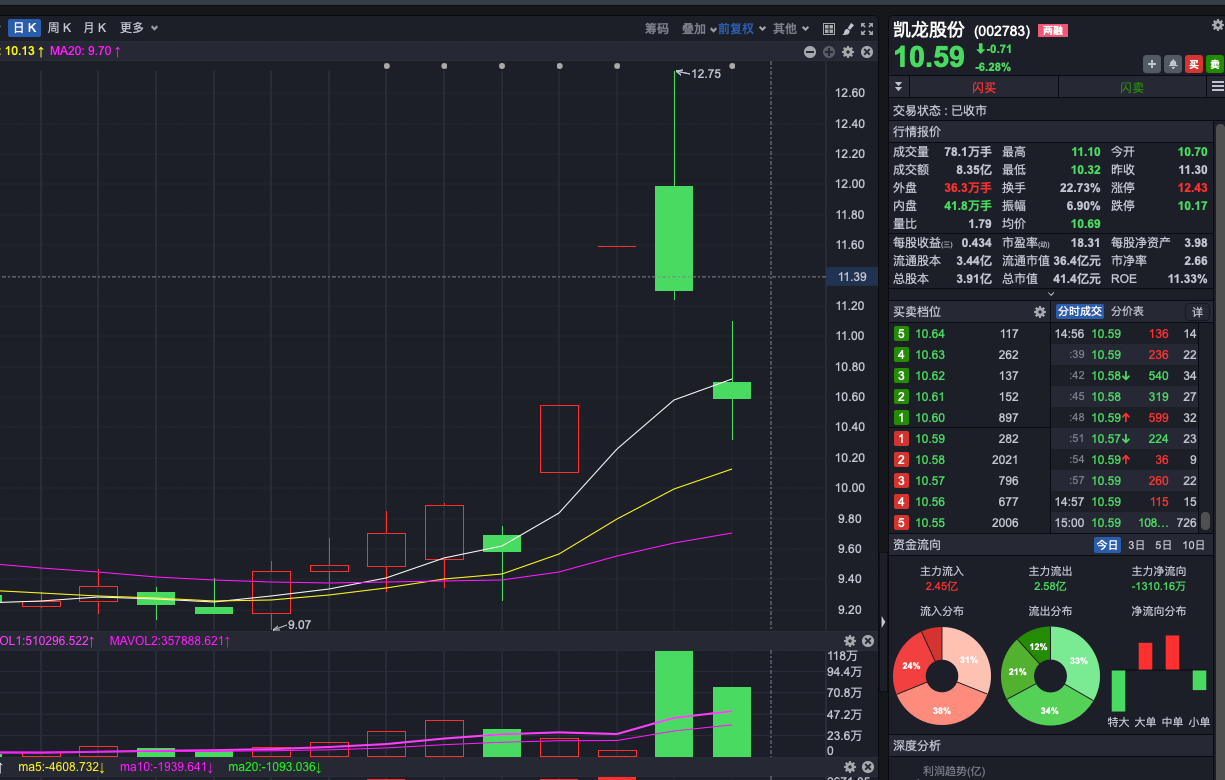 日K 周K 月K 更多
筹码 叠加 前复权 其他
: 10.13↑ MA20: 9.70↑
12.75
9.07
12.60
12.40
12.20
12.00
11.80
11.60
11.39
11.20
11.00
10.80
10.60
10.40
10.20
10.00
9.80
9.60
9.40
9.20
OL1:510296.522↑ MAVOL2:357888.621↑
118万
94.4万
70.8万
47.2万
23.6万
0
↑ ma5:-4608.732↓ ma10:-1939.641↓ ma20:-1093.036↓
凯龙股份 (002783) 两融
10.59 ↓-0.71
-6.28%
+ 买 卖
闪买 闪卖
交易状态 : 已收市
行情报价
成交量 78.1万手 最高 11.10 今开 10.70
成交额 8.35亿 最低 10.32 昨收 11.30
外盘 36.3万手 换手 22.73% 涨停 12.43
内盘 41.8万手 振幅 6.90% 跌停 10.17
量比 1.79 均价 10.69
每股收益(三) 0.434 市盈率(动) 18.31 每股净资产 3.98
流通股本 3.44亿 流通市值 36.4亿元 市净率 2.66
总股本 3.91亿 总市值 41.4亿元 ROE 11.33%
买卖档位 分时成交 分价表 详
5 10.64 117 14:56 10.59 136 14
4 10.63 262 :39 10.59 236 22
3 10.62 137 :42 10.58↓ 540 34
2 10.61 152 :45 10.58 319 27
1 10.60 897 :48 10.59↑ 599 32
1 10.59 282 :51 10.57↓ 224 23
2 10.58 2021 :54 10.59↑ 36 9
3 10.57 796 :57 10.59 260 22
4 10.56 677 14:57 10.59 115 15
5 10.55 2006 15:00 10.59 108... 726
资金流向 今日 3日 5日 10日
主力流入 主力流出 主力净流向
2.45亿 2.58亿 -1310.16万
流入分布 流出分布 净流向分布
31%
38%
24%
33%
34%
21%
12%
特大 大单 中单 小单
深度分析
利润趋势(亿)